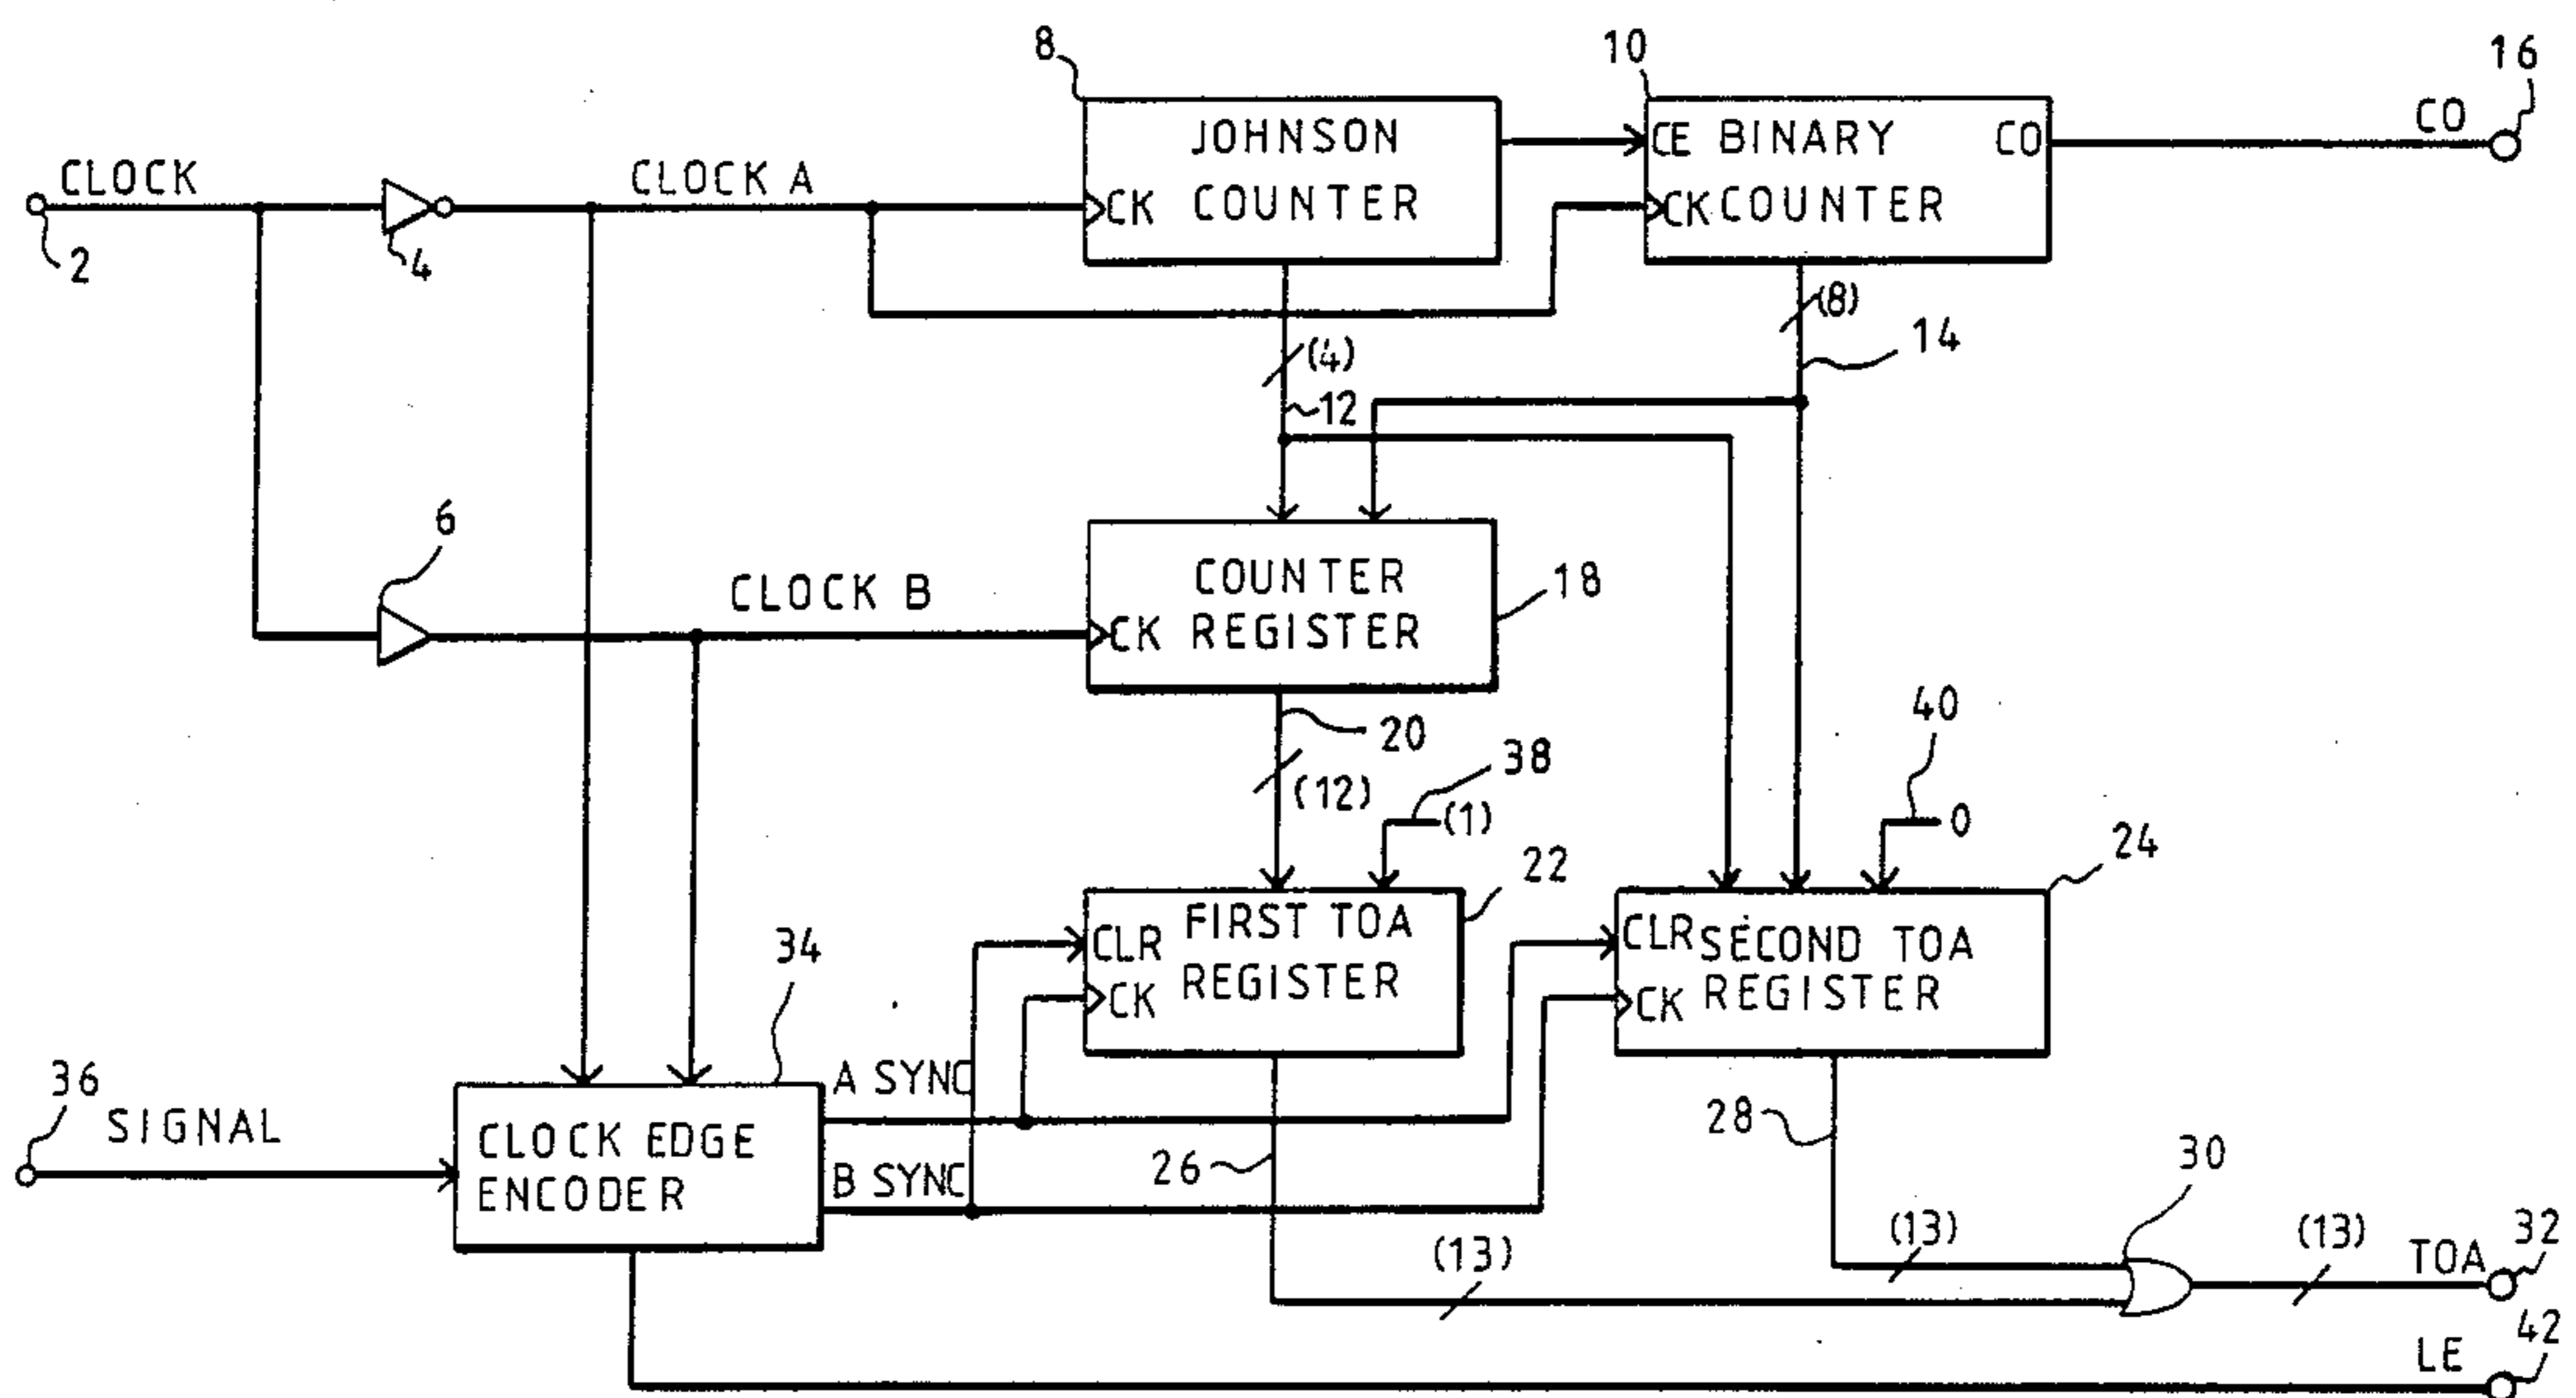 8
10
16
JOHNSON
COUNTER
CK
CE BINARY
COUNTER
CK
CO
CO
CLOCK
2
4
CLOCK A
(8)
14
(4)
12
6
CLOCK B
COUNTER
REGISTER
CK
18
20
(12)
38
(1)
40
0
22
24
CLR
FIRST TOA
REGISTER
CK
CLR
SECOND TOA
REGISTER
CK
34
36
SIGNAL
CLOCK EDGE
ENCODER
A SYNC
B SYNC
26
28
30
(13)
(13)
(13)
TOA
32
LE
42